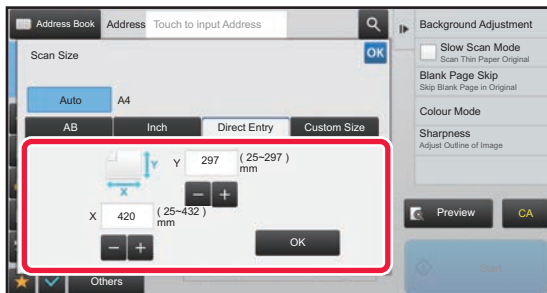 Address Book Address Touch to input Address
Background Adjustment
Scan Size OK
Slow Scan Mode
Scan Thin Paper Original
Blank Page Skip
Skip Blank Page in Original
Auto A4
Colour Mode
AB Inch Direct Entry Custom Size
Sharpness
Adjust Outline of Image
Y Y 297 (25~297)
mm
X
X 420 (25~432)
mm
Preview CA
OK
Start
Others